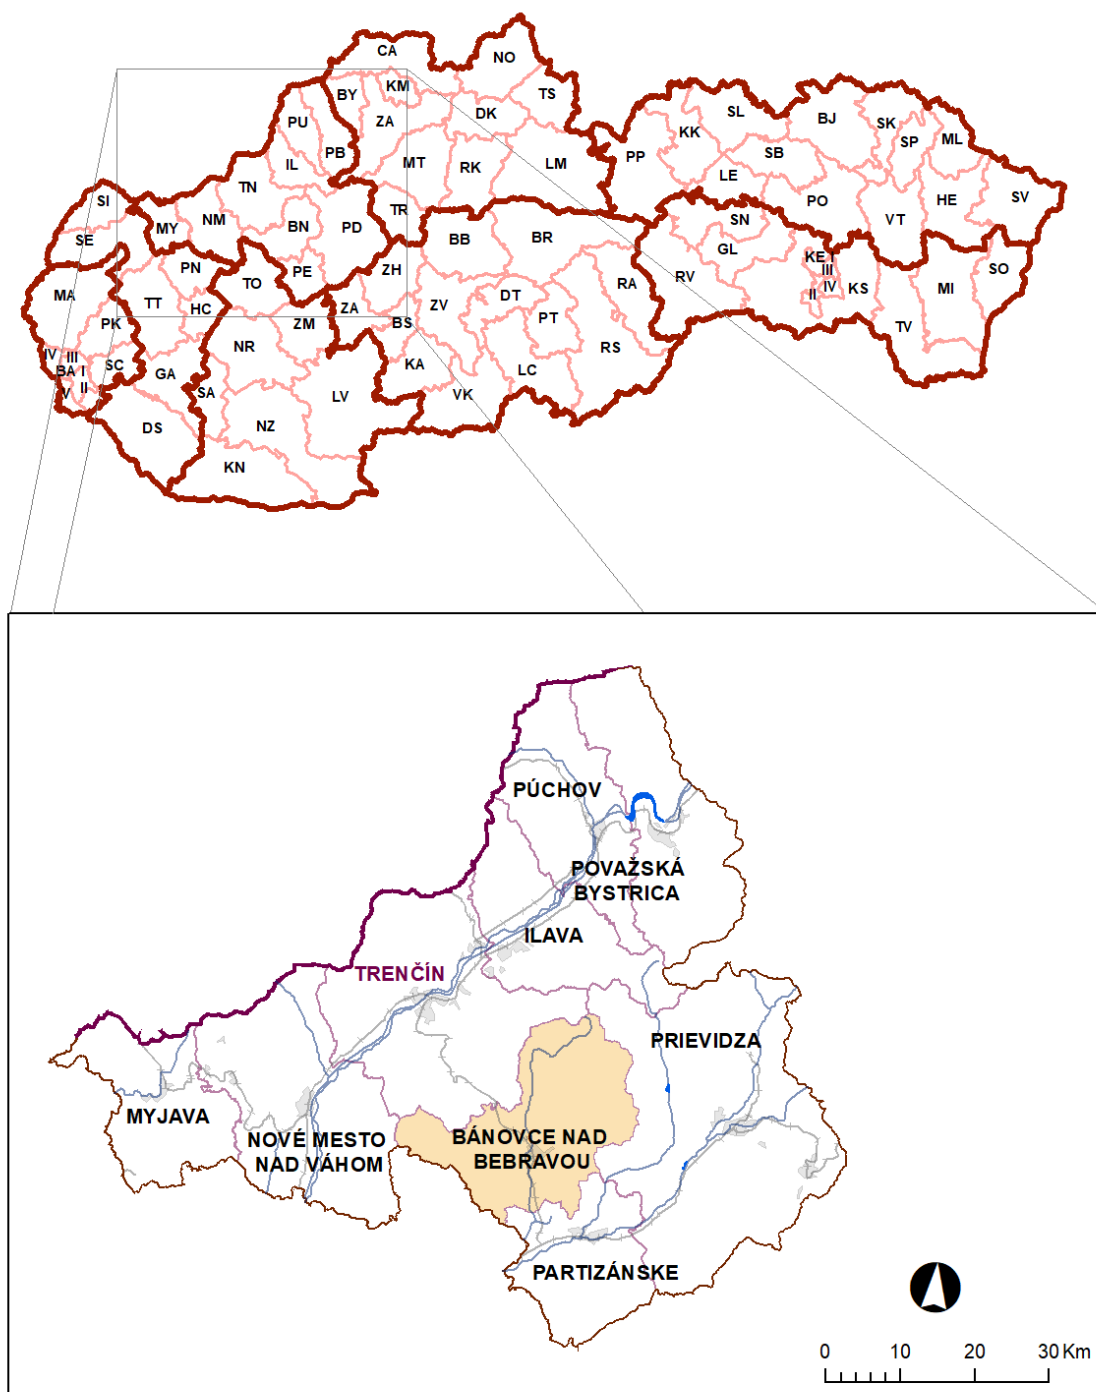 CA
NO
BY
KM
TS
PU
ZA
DK
SL
BJ
SK
KK
SP
ML
PB
IL
MT
RK
LM
PP
SB
LE
TN
SI
TR
PO
HE
SV
MY
NM
BN
PD
SN
VT
SE
BB
BR
GL
KE I
PN
PE
ZH
SO
MA
TT
TO
RA
RV
III
IV
KS
MI
HC
ZA
ZV
DT
II
PK
ZM
BS
PT
TV
NR
RS
IV
III
SC
KA
LC
BA
I
GA
II
V
SA
LV
VK
DS
NZ
KN
PÚCHOV
POVAŽSKÁ
BYSTRICA
ILAVA
TRENČÍN
PRIEVIDZA
MYJAVA
NOVÉ MESTO
NAD VÁHOM
BÁNOVCE NAD
BEBRAVOU
PARTIZÁNSKE
0 10 20 30 Km